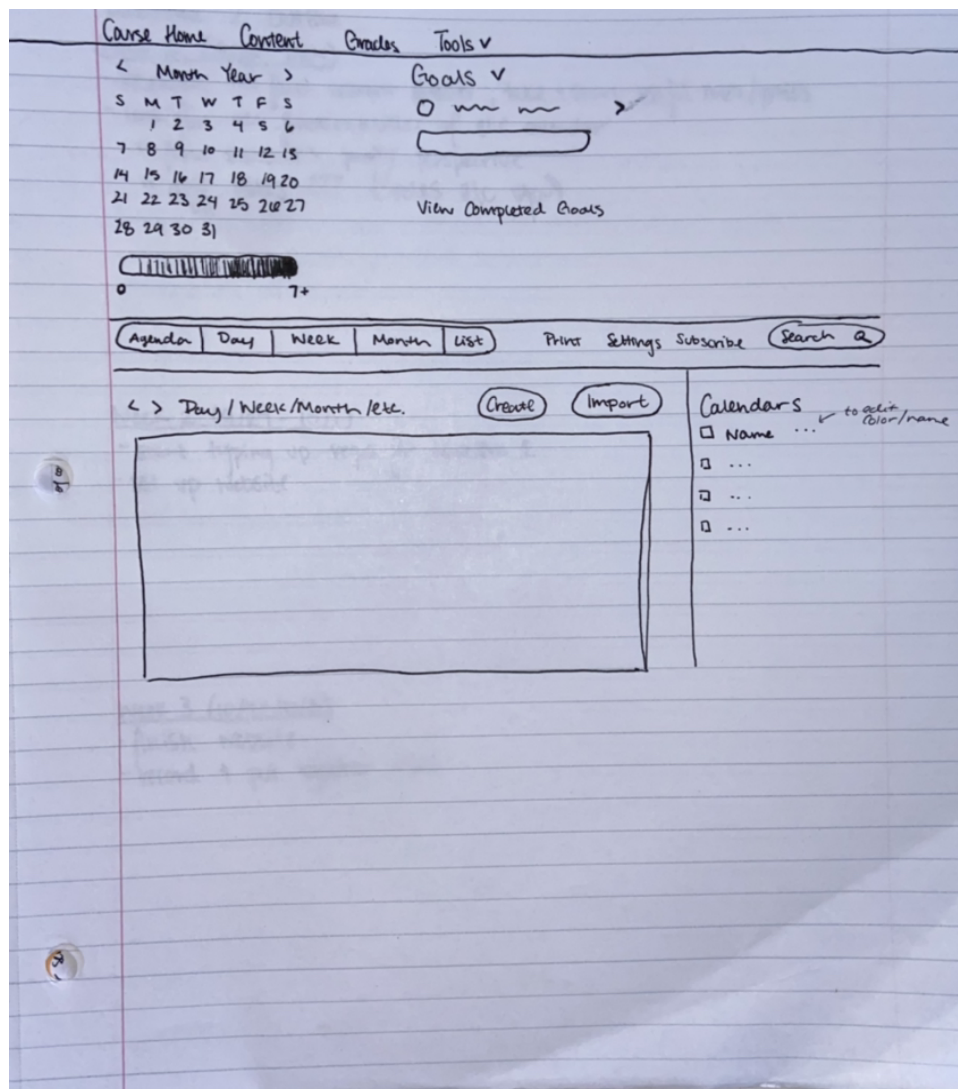 Course Home Content Grades Tools v
< Month Year >
S M T W T F S
1 2 3 4 5 6
7 8 9 10 11 12 13
14 15 16 17 18 19 20
21 22 23 24 25 26 27
28 29 30 31
0 7+
Goals v
>
View Completed Goals
Agenda Day Week Month List Print Settings Subscribe Search
< > Day/Week/Month/etc. Create Import
Calendars
Name ... to edit color/name
...
...
...